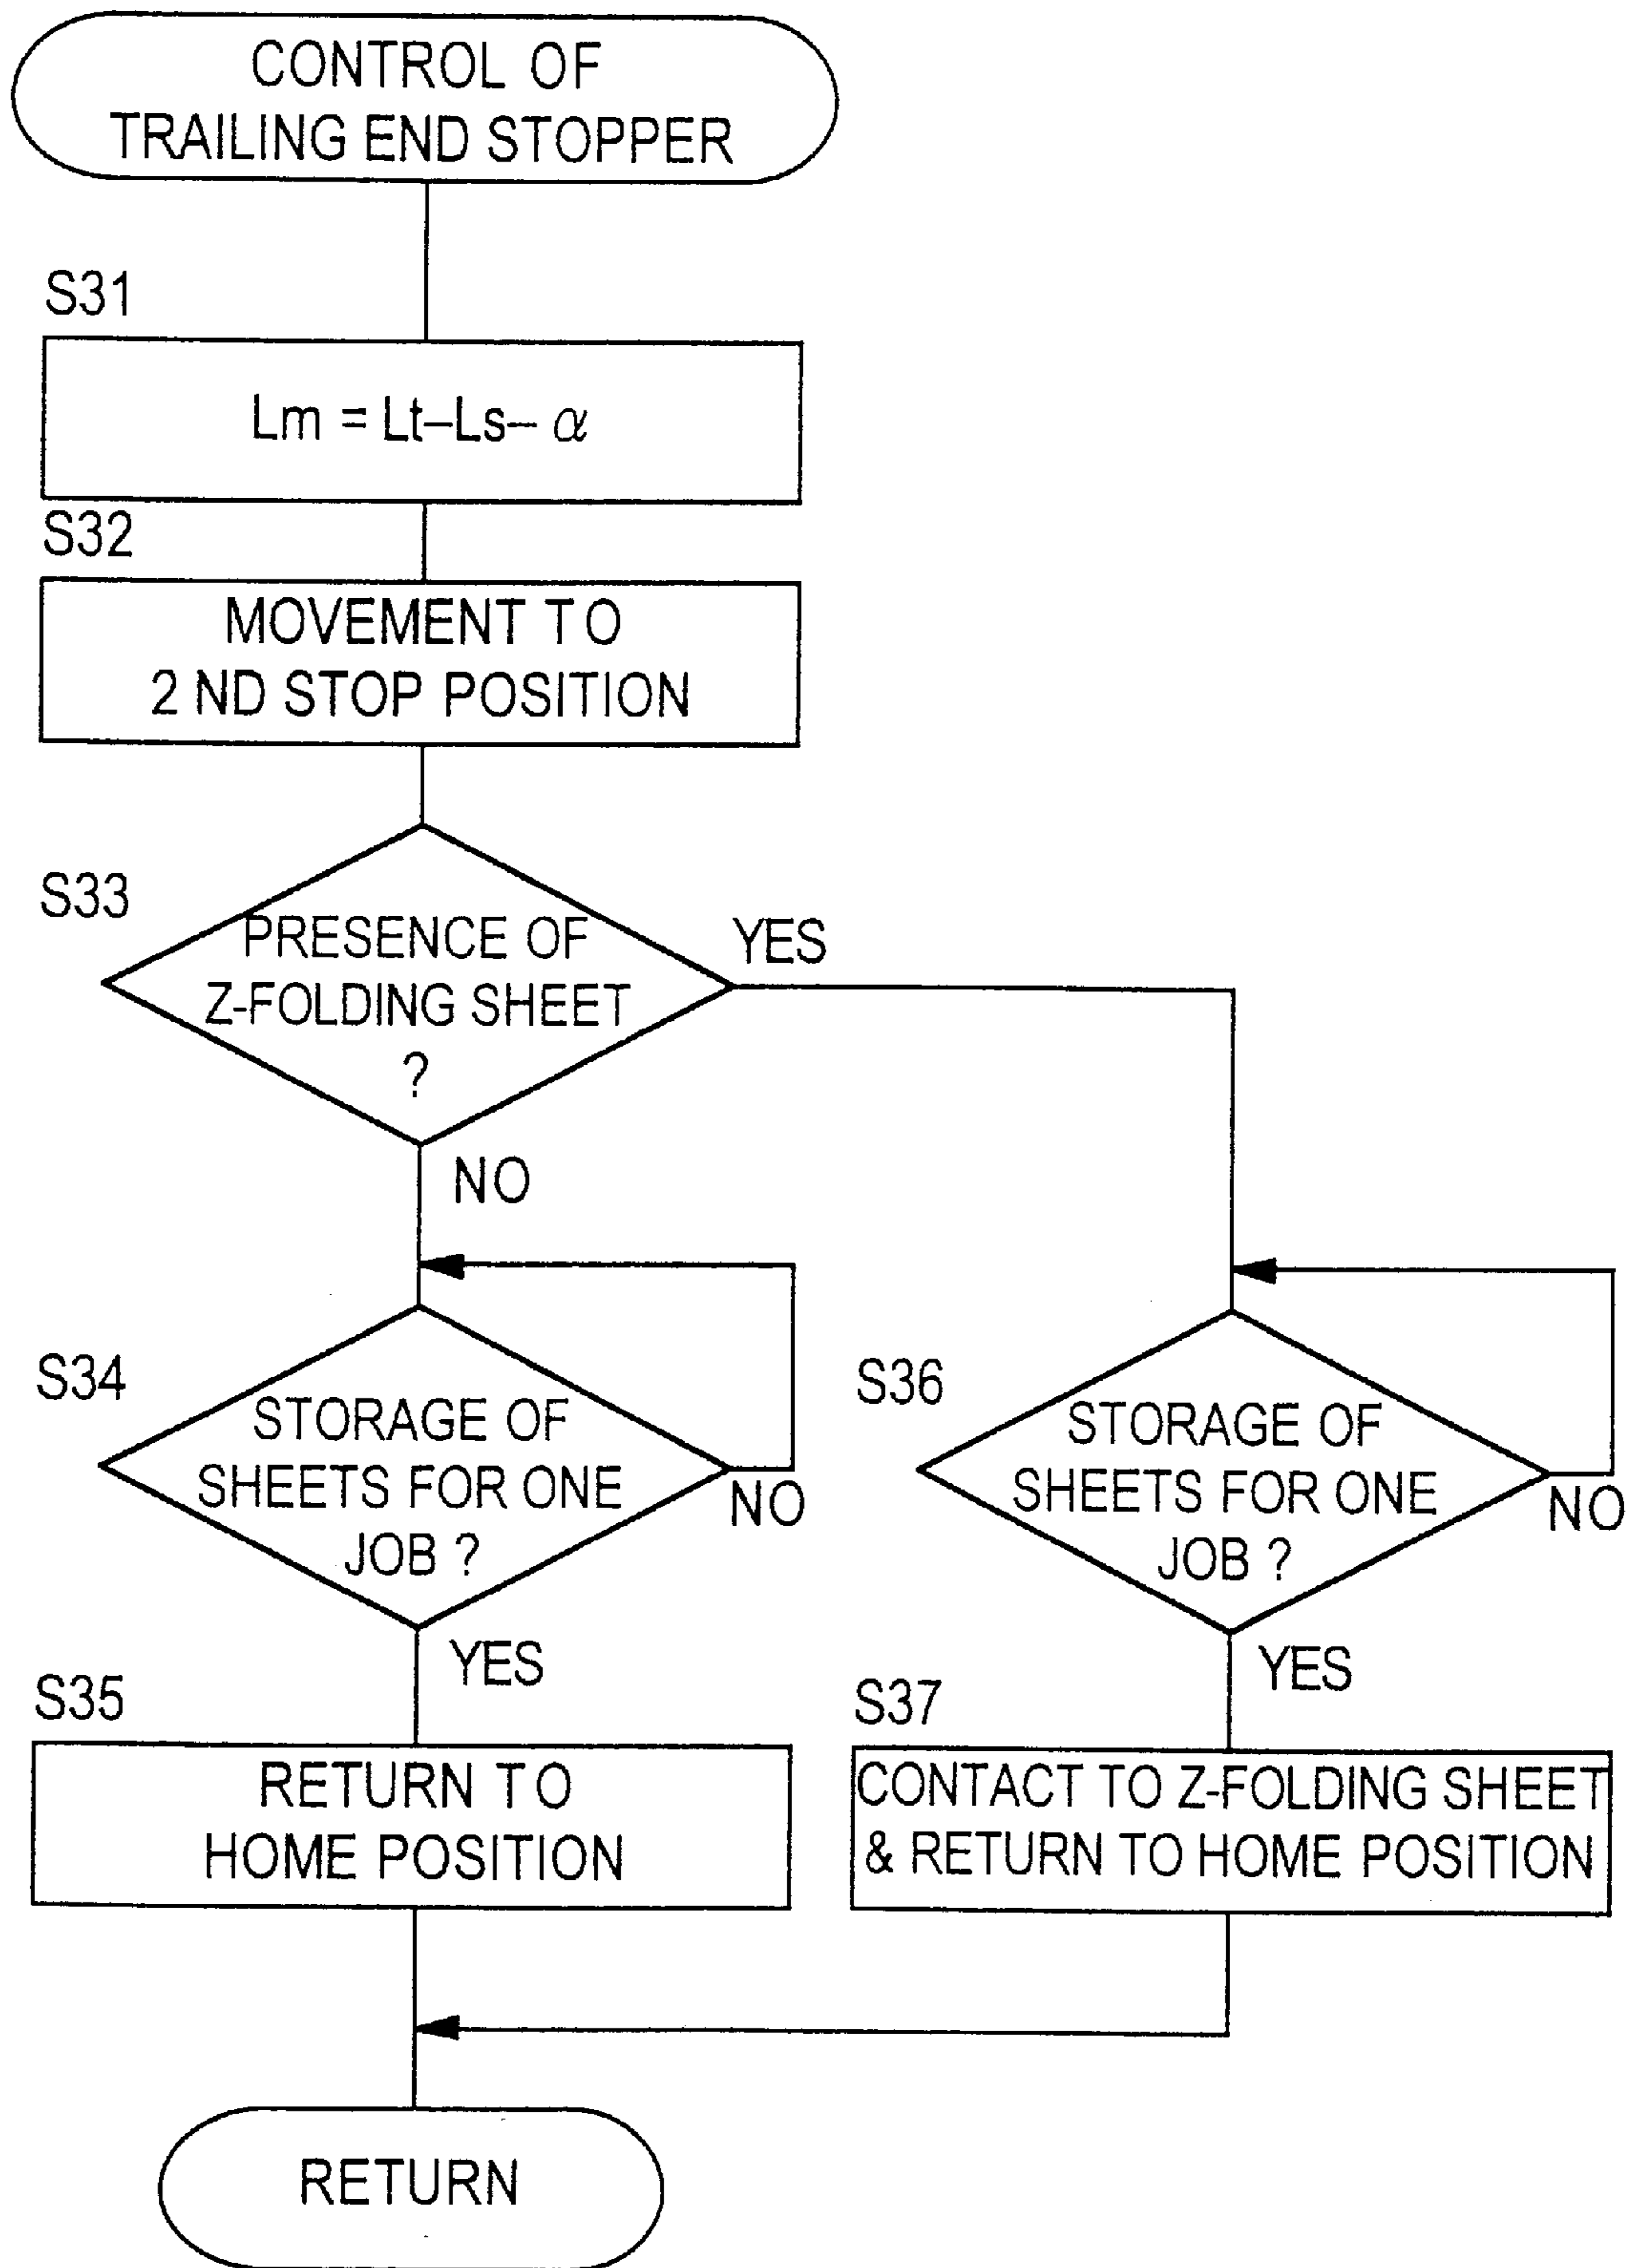 CONTROL OF
TRAILING END STOPPER
S31
Lm = Lt–Ls– α
S32
MOVEMENT TO
2 ND STOP POSITION
S33
PRESENCE OF
Z-FOLDING SHEET
?
YES
NO
S34
STORAGE OF
SHEETS FOR ONE
JOB ?
NO
YES
S35
RETURN TO
HOME POSITION
S36
STORAGE OF
SHEETS FOR ONE
JOB ?
NO
YES
S37
CONTACT TO Z-FOLDING SHEET
& RETURN TO HOME POSITION
RETURN